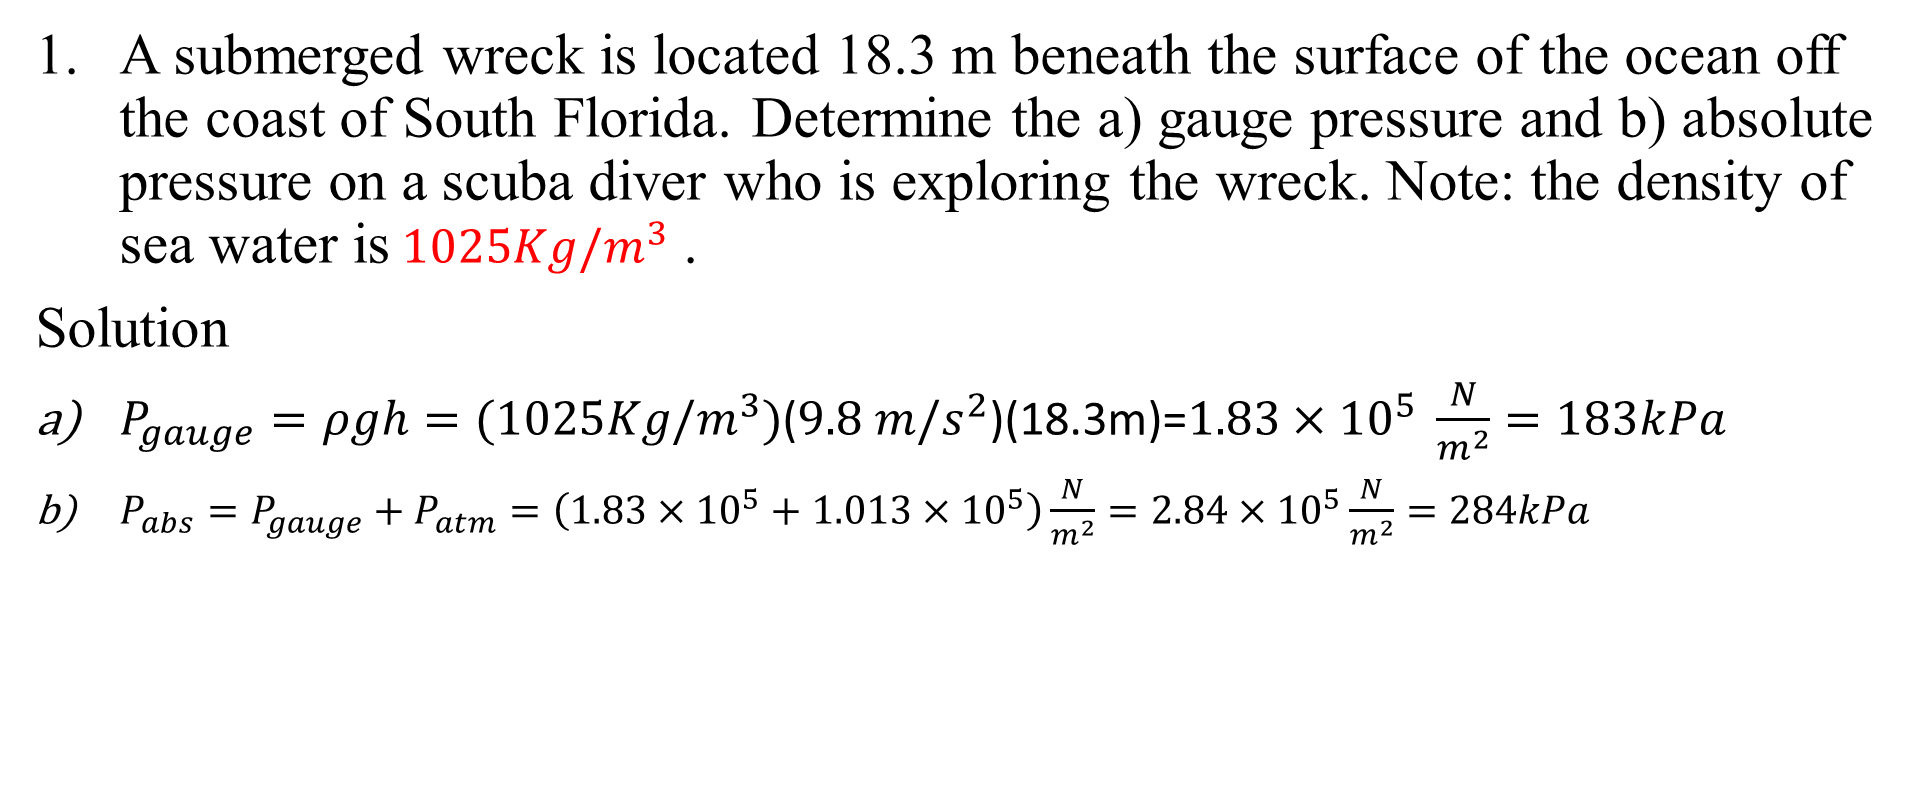 1. A submerged wreck is located 18.3 m beneath the surface of the ocean off
the coast of South Florida. Determine the a) gauge pressure and b) absolute
pressure on a scuba diver who is exploring the wreck. Note: the density of
sea water is 1025Kg/m³ .
Solution
a) P_gauge = ρgh = (1025Kg/m³)(9.8 m/s²)(18.3m)=1.83 × 10⁵ N/m² = 183kPa
b) P_abs = P_gauge + P_atm = (1.83 × 10⁵ + 1.013 × 10⁵) N/m² = 2.84 × 10⁵ N/m² = 284kPa